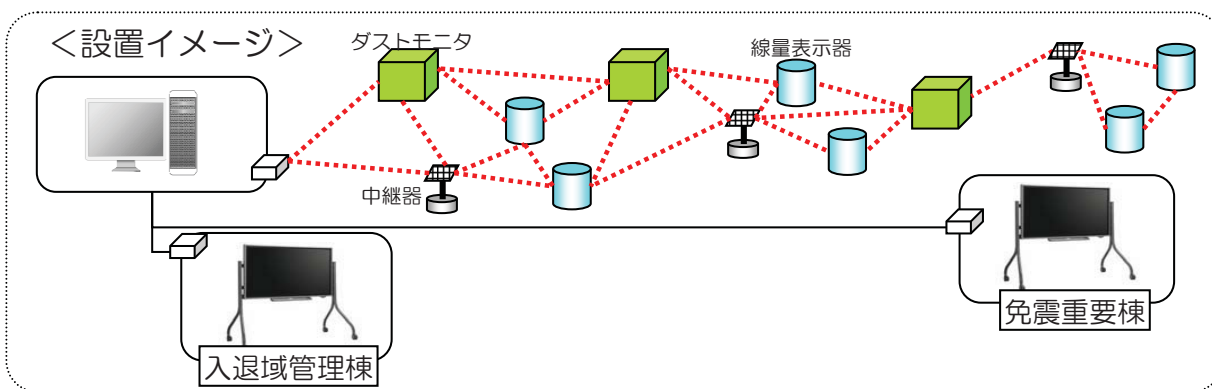 ＜設置イメージ＞
ダストモニタ
線量表示器
中継器
免震重要棟
入退域管理棟